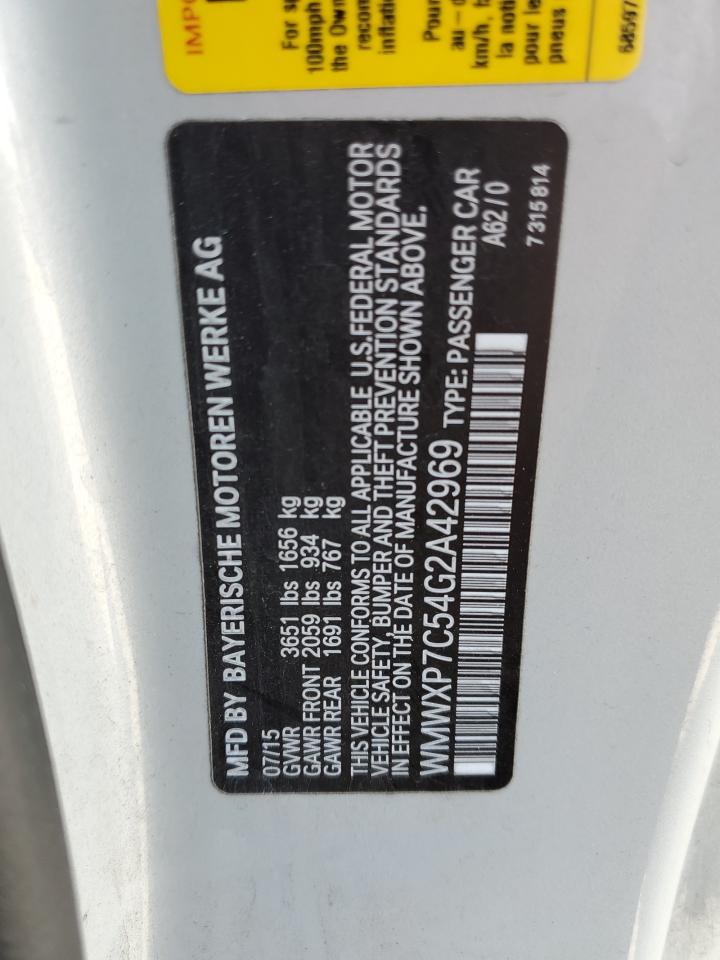 MFD BY BAYERISCHE MOTOREN WERKE AG
07/15
GVWR 3651 lbs 1656 kg
GAWR FRONT 2059 lbs 934 kg
GAWR REAR 1691 lbs 767 kg
THIS VEHICLE CONFORMS TO ALL APPLICABLE U.S.FEDERAL MOTOR
VEHICLE SAFETY, BUMPER AND THEFT PREVENTION STANDARDS
IN EFFECT ON THE DATE OF MANUFACTURE SHOWN ABOVE.
WMWXP7C54G2A42969 TYPE: PASSENGER CAR
A62 / 0
7 315 814
For
100mph
the Own
recom
inflatio
Pour
au-d
km/h,
la notic
pour le
pneus